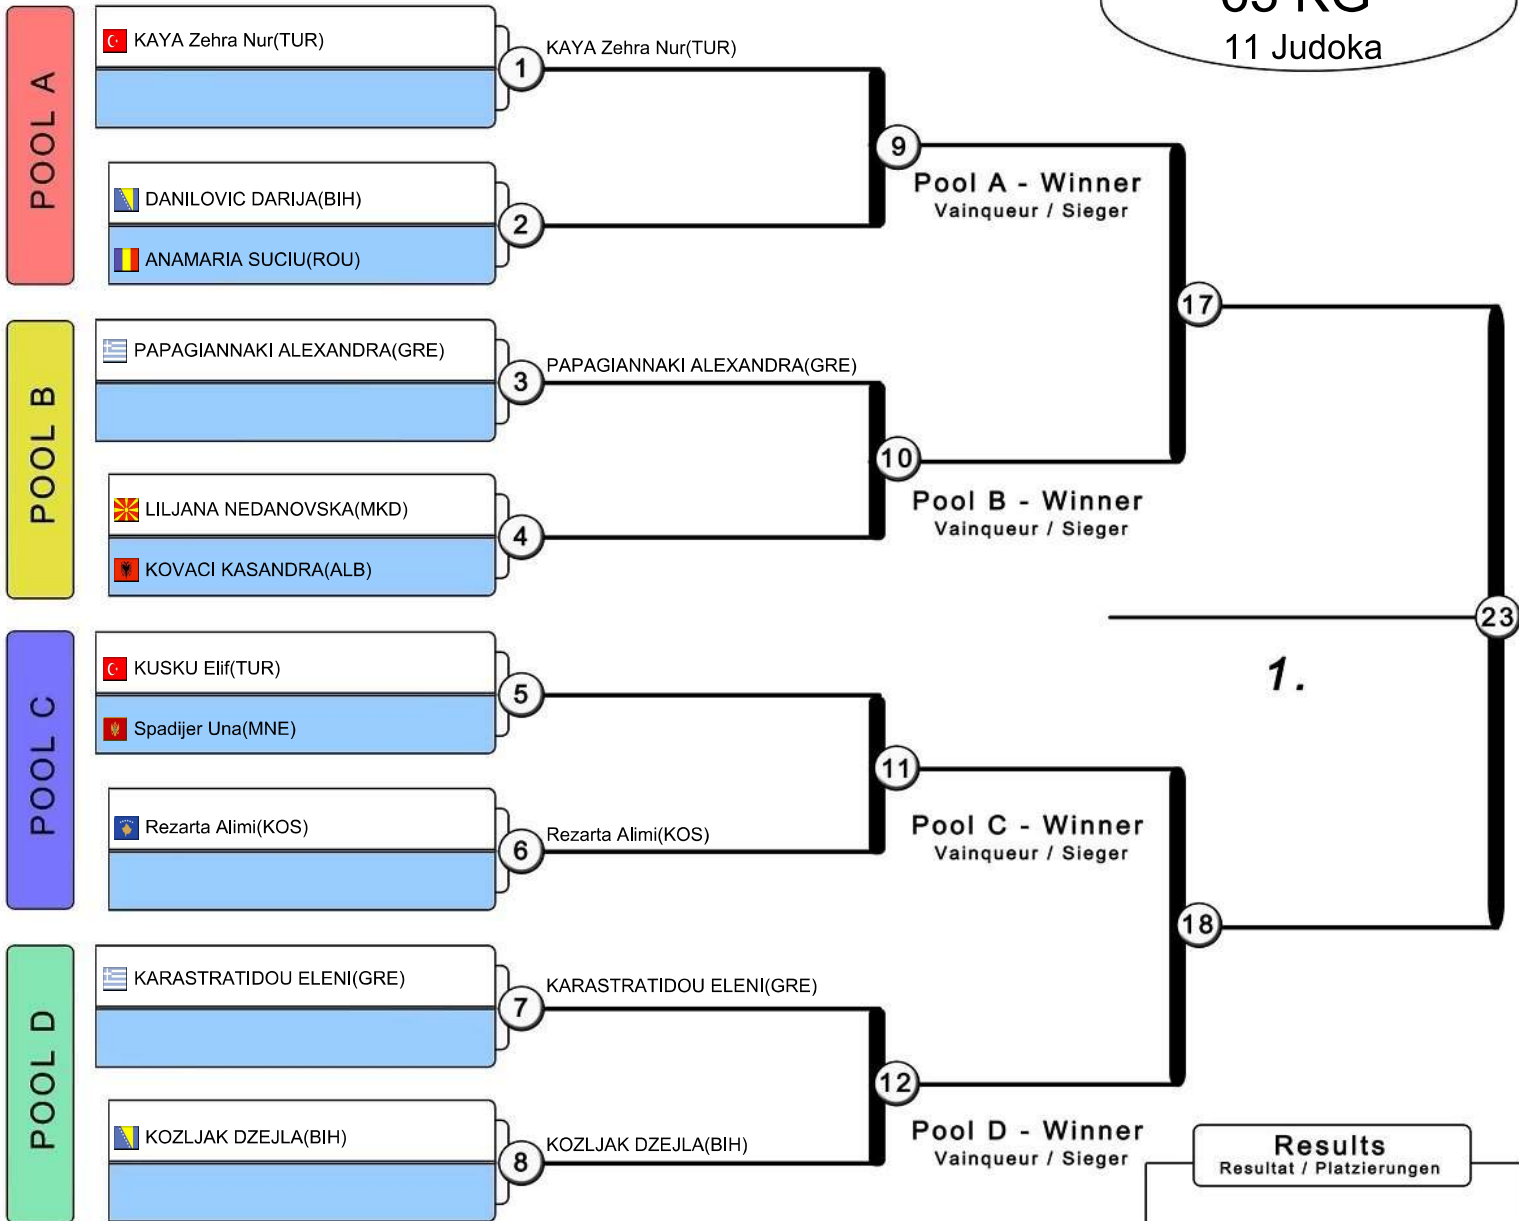 63 KG
11 Judoka
POOL A
KAYA Zehra Nur(TUR)
1
KAYA Zehra Nur(TUR)
DANILOVIC DARIJA(BIH)
ANAMARIA SUCIU(ROU)
2
9
Pool A - Winner
Vainqueur / Sieger
POOL B
PAPAGIANNAKI ALEXANDRA(GRE)
3
PAPAGIANNAKI ALEXANDRA(GRE)
LILJANA NEDANOVSKA(MKD)
KOVACI KASANDRA(ALB)
4
10
Pool B - Winner
Vainqueur / Sieger
17
23
1.
POOL C
KUSKU Elif(TUR)
Spadijer Una(MNE)
5
Rezarta Alimi(KOS)
6
Rezarta Alimi(KOS)
11
Pool C - Winner
Vainqueur / Sieger
18
POOL D
KARASTRATIDOU ELENI(GRE)
7
KARASTRATIDOU ELENI(GRE)
KOZLJAK DZEJLA(BIH)
8
KOZLJAK DZEJLA(BIH)
12
Pool D - Winner
Vainqueur / Sieger
Results
Resultat / Platzierungen